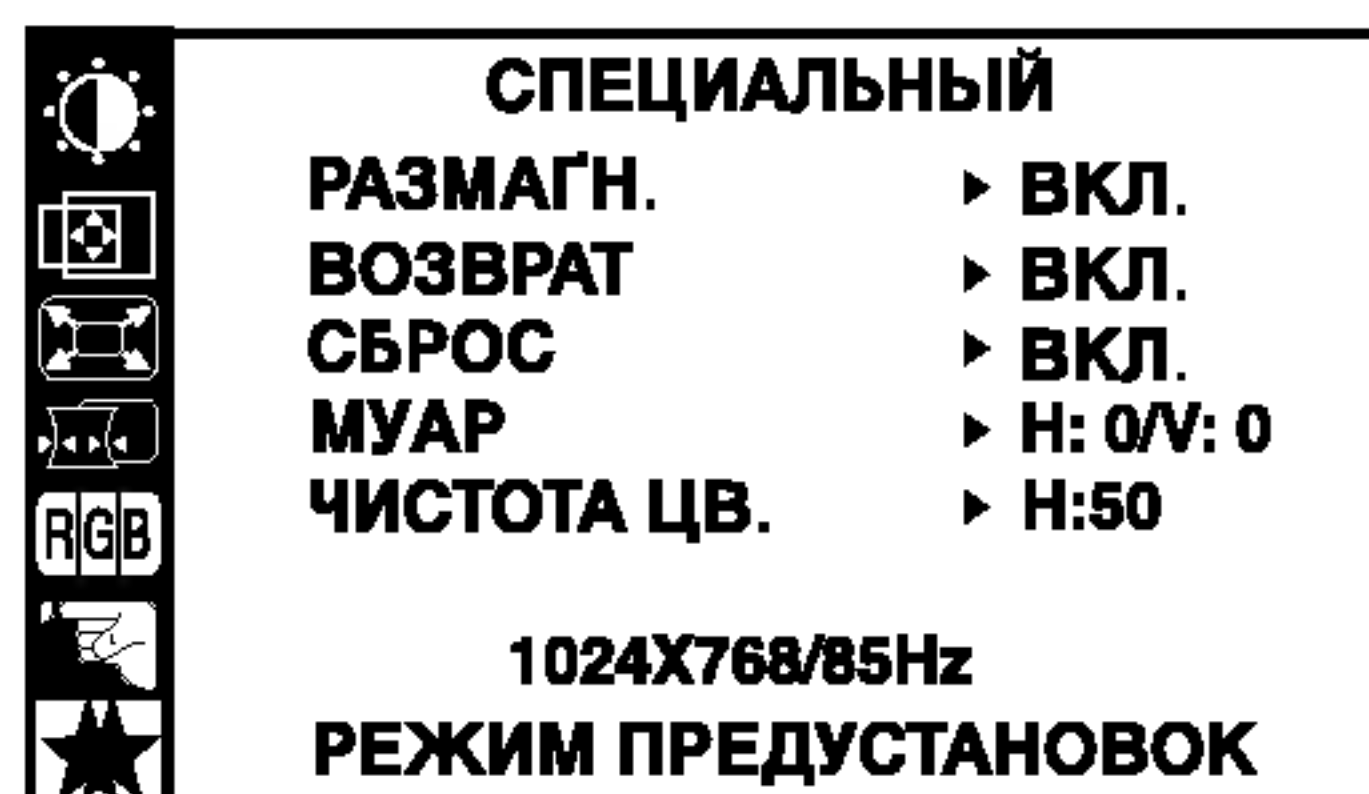 СПЕЦИАЛЬНЫЙ
РАЗМАҐН. ▸ ВКЛ.
ВОЗВРАТ ▸ ВКЛ.
СБРОС ▸ ВКЛ.
МУАР ▸ H: 0/V: 0
ЧИСТОТА ЦВ. ▸ H:50
RGB
1024X768/85Hz
РЕЖИМ ПРЕДУСТАНОВОК